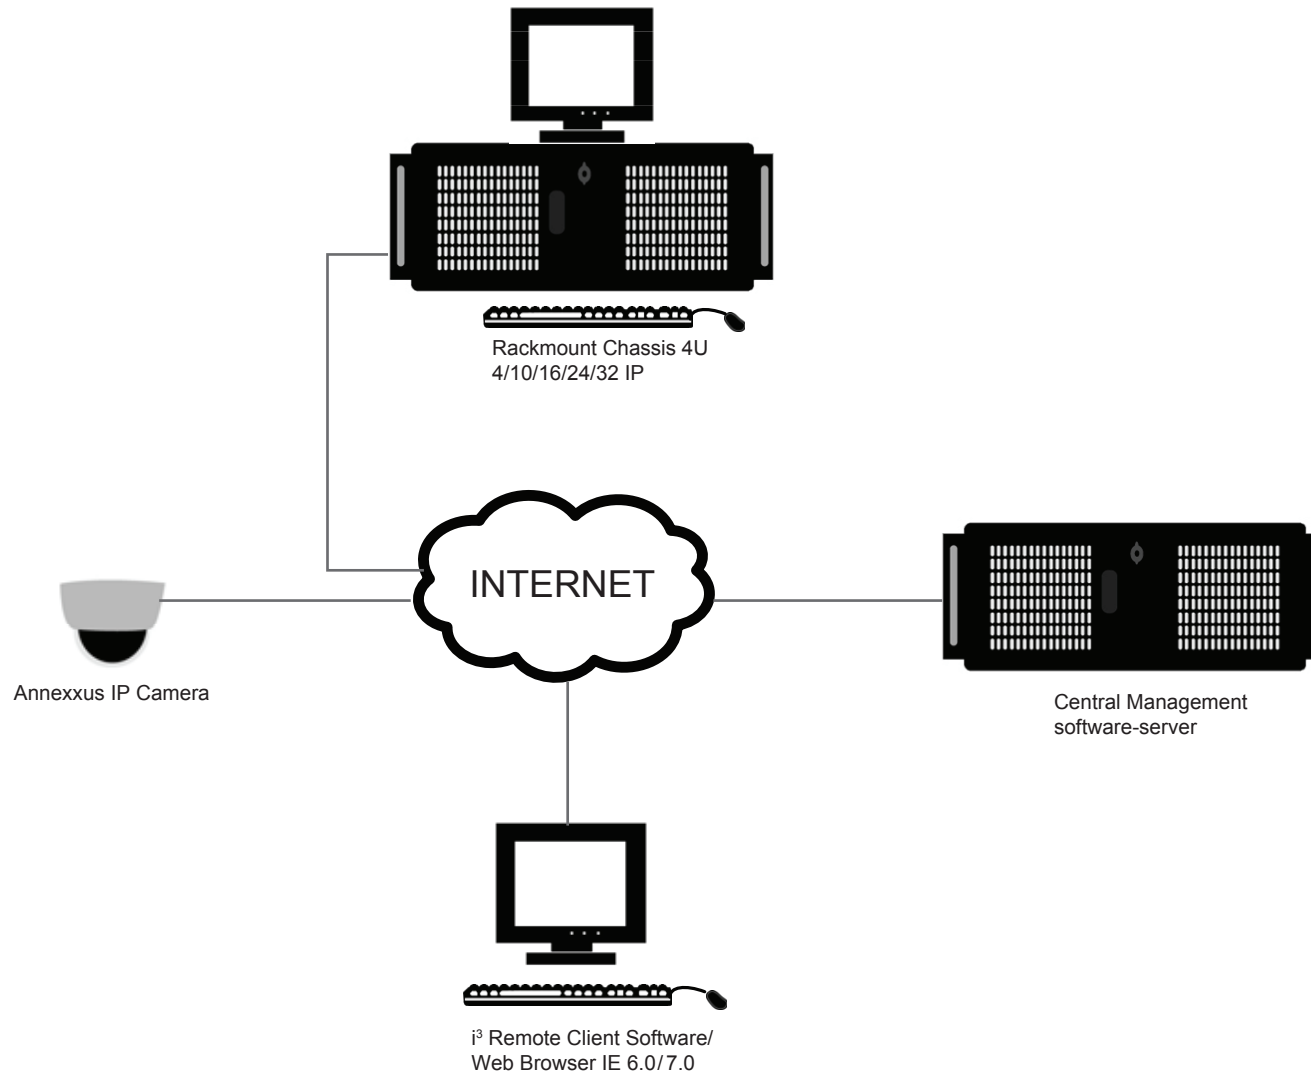 Rackmount Chassis 4U
4/10/16/24/32 IP
INTERNET
Annexxus IP Camera
Central Management
software-server
i³ Remote Client Software/
Web Browser IE 6.0/7.0